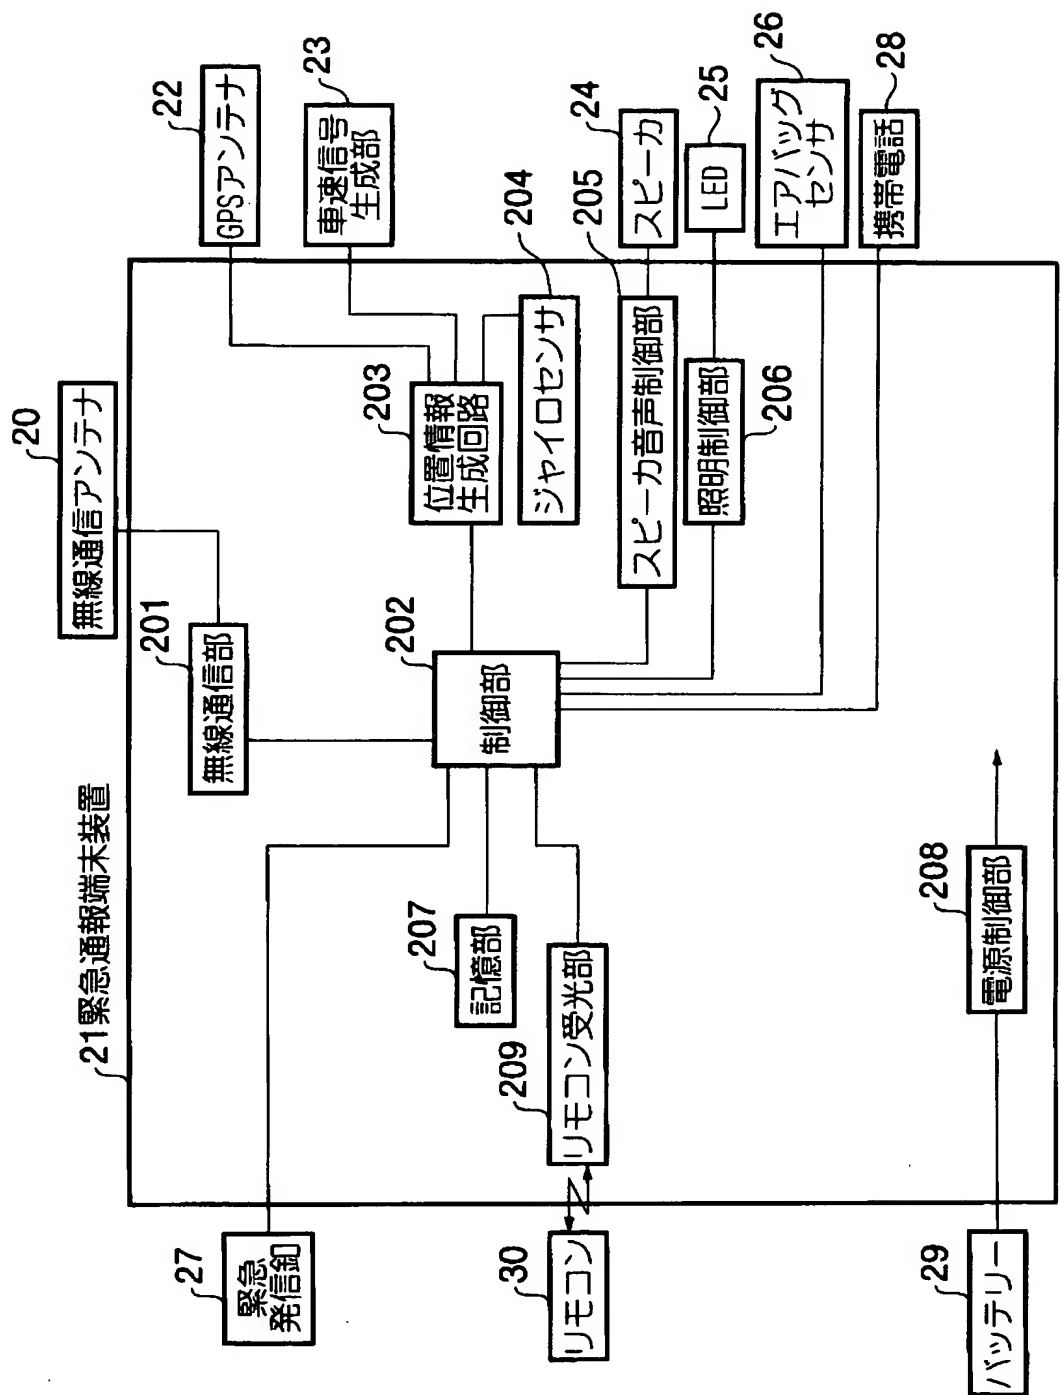 20
無線通信アンテナ
21緊急通報端末装置
201
無線通信部
22
GPSアンテナ
23
車速信号
生成部
203
位置情報
生成回路
204
ジャイロセンサ
27
緊急
発信釦
202
制御部
207
記憶部
205
スピーカ音声制御部
24
スピーカ
25
LED
206
照明制御部
26
エアバッグ
センサ
28
携帯電話
209
リモコン受光部
30
リモコン
208
電源制御部
29
バッテリー